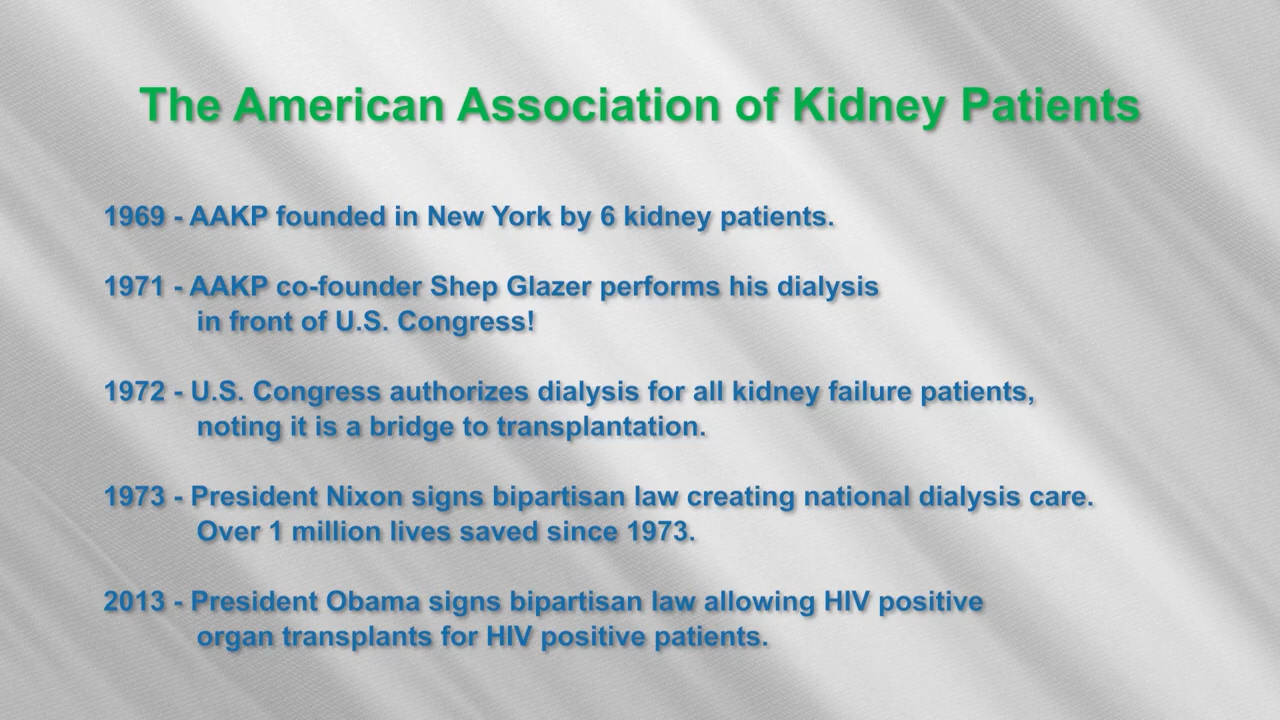 The American Association of Kidney Patients
1969 - AAKP founded in New York by 6 kidney patients.
1971 - AAKP co-founder Shep Glazer performs his dialysis
in front of U.S. Congress!
1972 - U.S. Congress authorizes dialysis for all kidney failure patients,
noting it is a bridge to transplantation.
1973 - President Nixon signs bipartisan law creating national dialysis care.
Over 1 million lives saved since 1973.
2013 - President Obama signs bipartisan law allowing HIV positive
organ transplants for HIV positive patients.